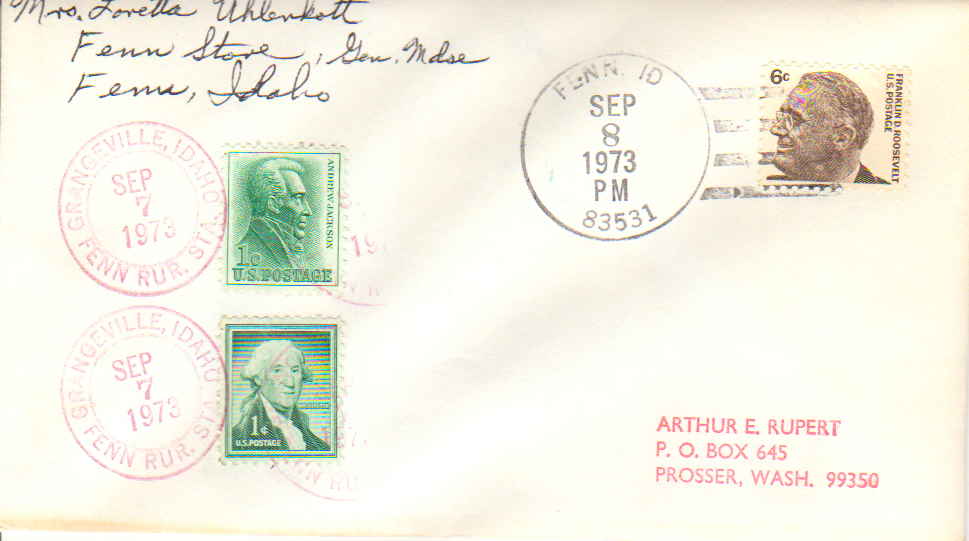 Mrs. Loretta Uhlenkott
Fenn Store, Gen. Mdse
Fenn, Idaho
FENN, ID
SEP
8
1973
PM
83531
6c
FRANKLIN D. ROOSEVELT
U.S. POSTAGE
GRANGEVILLE, IDAHO
SEP
7
1973
FENN RUR. STA.
ANDREW JACKSON
1c
U.S. POSTAGE
GRANGEVILLE, IDAHO
SEP
7
1973
FENN RUR. STA.
1¢
U.S. POSTAGE
ARTHUR E. RUPERT
P. O. BOX 645
PROSSER, WASH. 99350